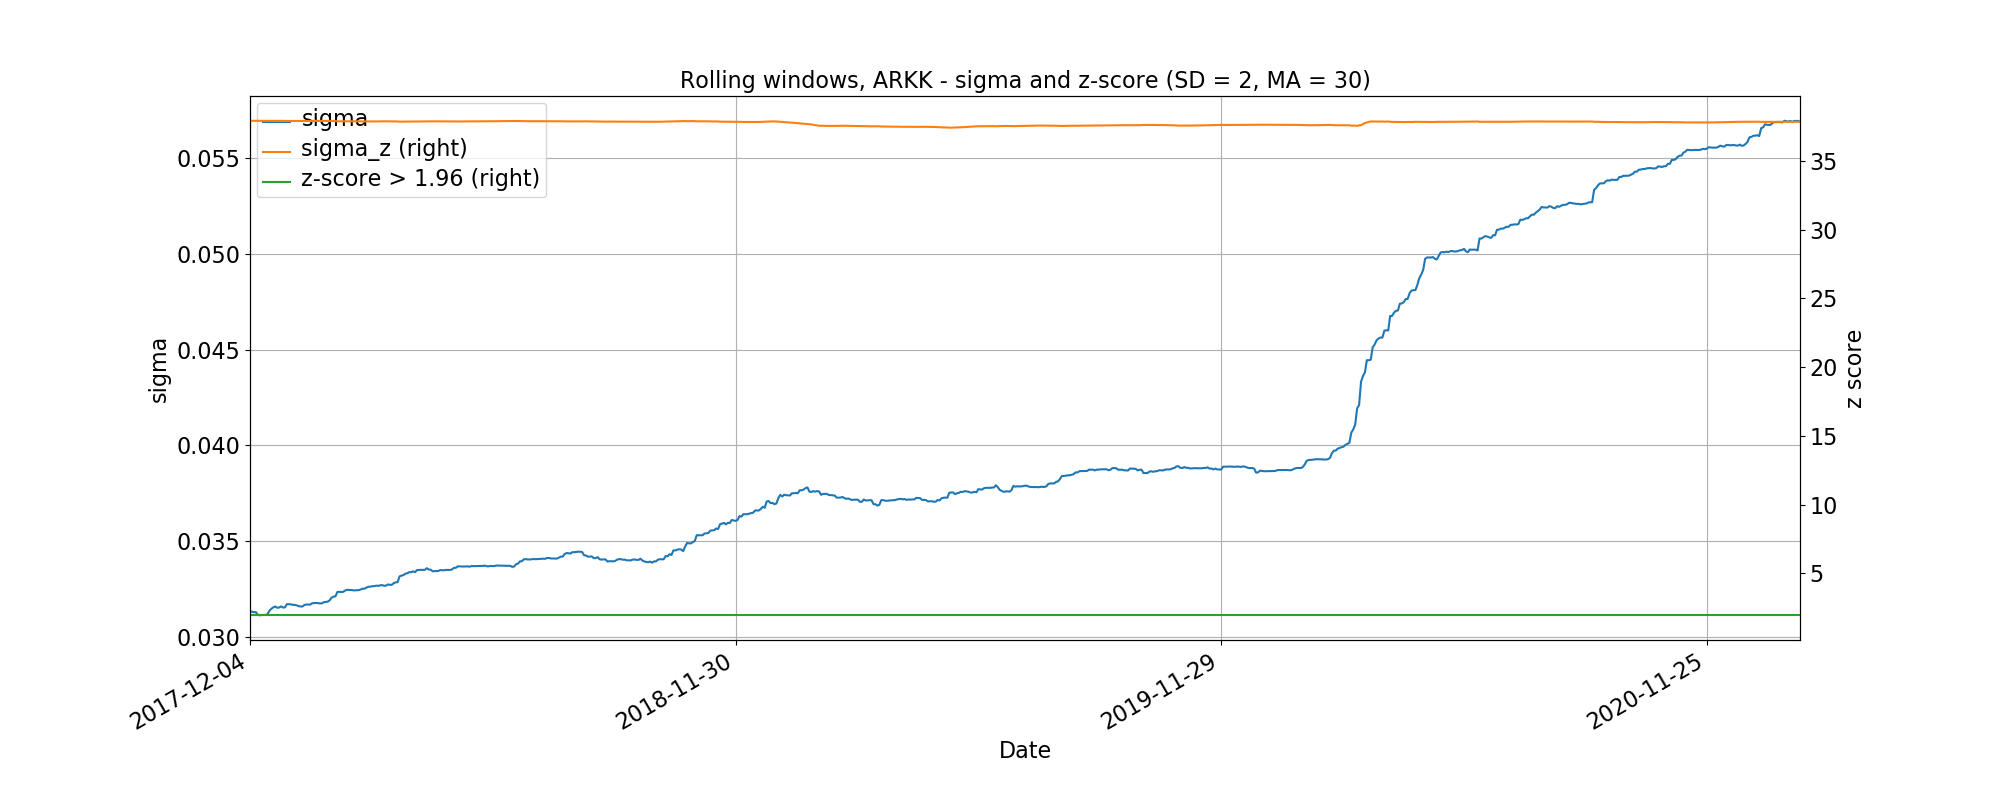 Rolling windows, ARKK - sigma and z-score (SD = 2, MA = 30)
sigma
sigma_z (right)
z-score > 1.96 (right)
0.055
0.050
0.045
0.040
0.035
0.030
sigma
35
30
25
20
15
10
5
z score
2017-12-04
2018-11-30
2019-11-29
2020-11-25
Date